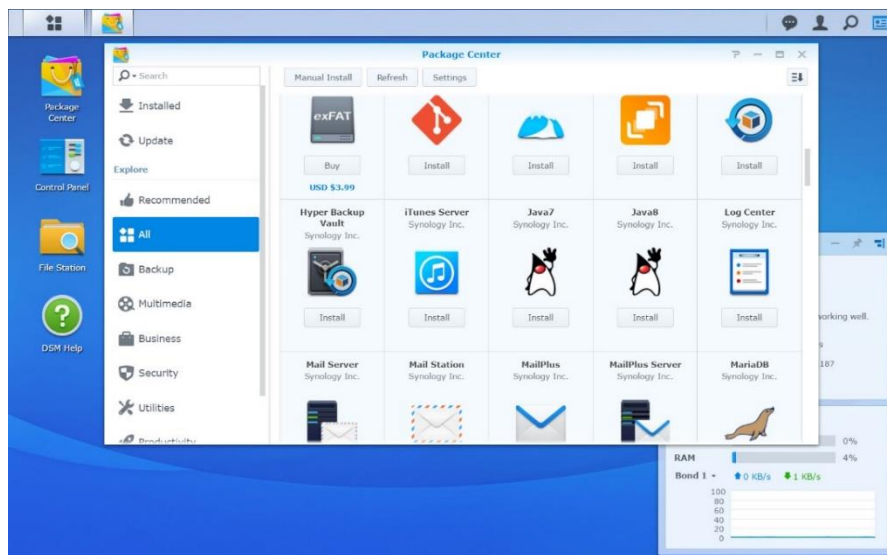 Package Center
Package
Center
Control Panel
File Station
DSM Help
Search
Installed
Update
Explore
Recommended
All
Backup
Multimedia
Business
Security
Utilities
Productivity
Manual Install
Refresh
Settings
exFAT
Buy
Install
Install
Install
Install
USD $3.99
Hyper Backup
Vault
Synology Inc.
iTunes Server
Synology Inc.
Java7
Synology Inc.
Java8
Synology Inc.
Log Center
Synology Inc.
Install
Install
Install
Install
Install
Mail Server
Synology Inc.
Mail Station
Synology Inc.
MailPlus
Synology Inc.
MailPlus Server
Synology Inc.
MariaDB
Synology Inc.
working well.
s
187
0%
RAM
4%
Bond 1
0 KB/s
1 KB/s
100
80
60
40
20
0